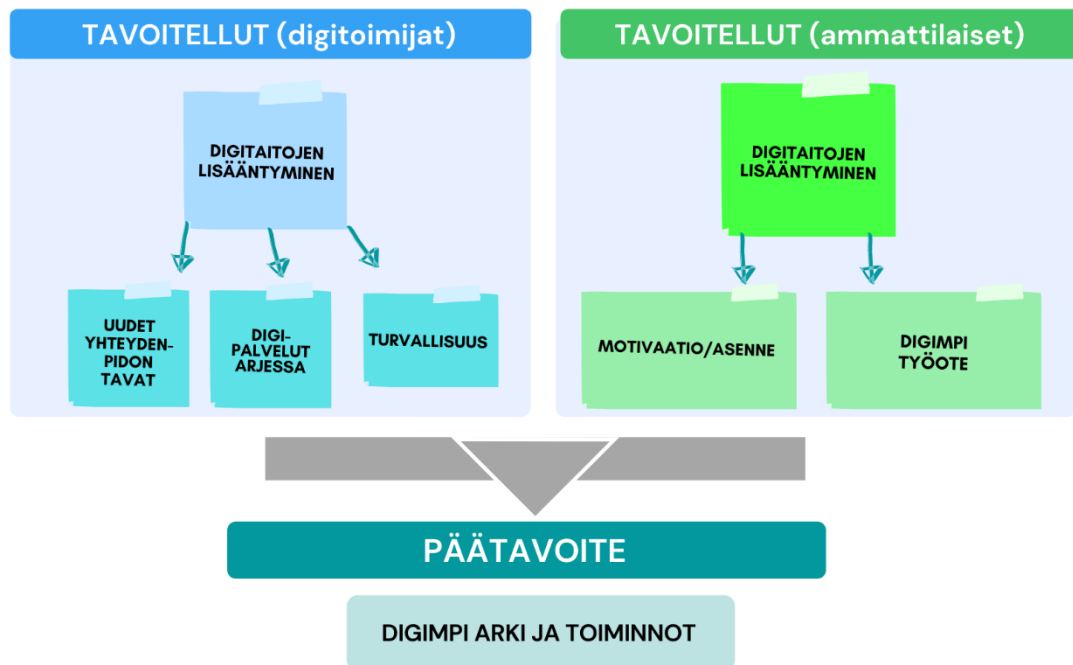 TAVOITELLUT (digitoimijat)
DIGITAITOJEN
LISÄÄNTYMINEN
UUDET
YHTEYDEN-
PIDON
TAVAT
DIGI-
PALVELUT
ARJESSA
TURVALLISUUS
TAVOITELLUT (ammattilaiset)
DIGITAITOJEN
LISÄÄNTYMINEN
MOTIVAATIO/ASENNE
DIGIMPI
TYÖOTE
PÄÄTAVOITE
DIGIMPI ARKI JA TOIMINNOT